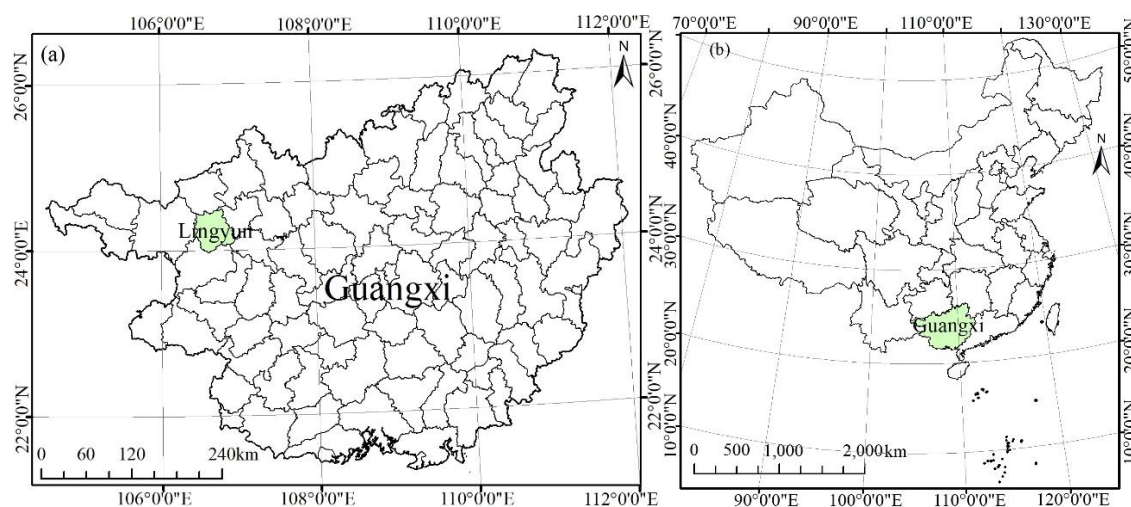 106°0'0"E 108°0'0"E 110°0'0"E 112°0'0"E
(a)
N
26°0'0"N
26°0'0"N
Lingyun
24°0'0"N
24°0'0"N
Guangxi
22°0'0"N
22°0'0"N
0 60 120 240km
106°0'0"E 108°0'0"E 110°0'0"E 112°0'0"E
70°0'0"E 90°0'0"E 110°0'0"E 130°0'0"E
(b)
N
50°0'0"N
40°0'0"N
40°0'0"N
30°0'0"N
30°0'0"N
Guangxi
20°0'0"N
20°0'0"N
10°0'0"N
10°0'0"N
0 500 1,000 2,000km
90°0'0"E 100°0'0"E 110°0'0"E 120°0'0"E